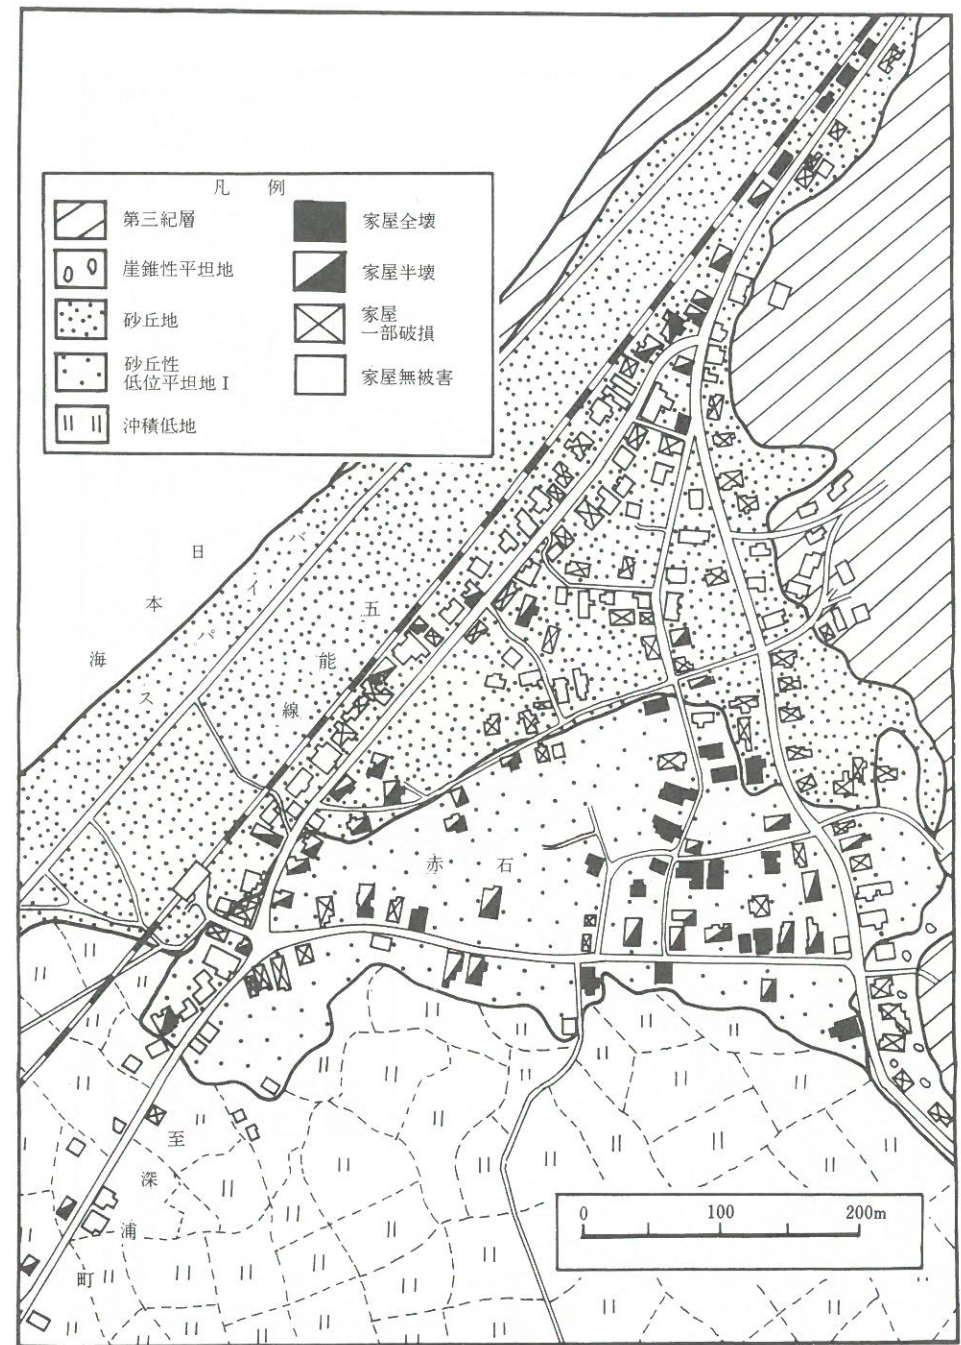 凡例
第三紀層
崖錐性平坦地
砂丘地
砂丘性
低位平坦地 I
沖積低地
家屋全壊
家屋半壊
家屋
一部破損
家屋無被害
日本海
バイパス
五能線
赤石
至深浦町
0 100 200m